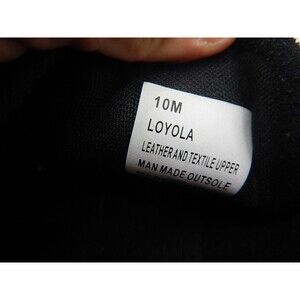 10M
LOYOLA
LEATHER AND TEXTILE UPPER
MAN MADE OUTSOLE